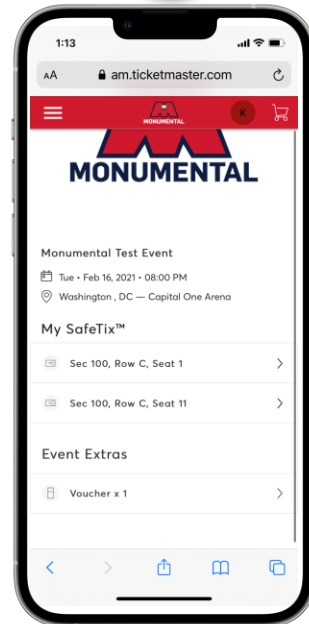 1:13
AA am.ticketmaster.com
MONUMENTAL K
MONUMENTAL
Monumental Test Event
Tue • Feb 16, 2021 • 08:00 PM
Washington , DC — Capital One Arena
My SafeTix™
Sec 100, Row C, Seat 1
Sec 100, Row C, Seat 11
Event Extras
Voucher x 1